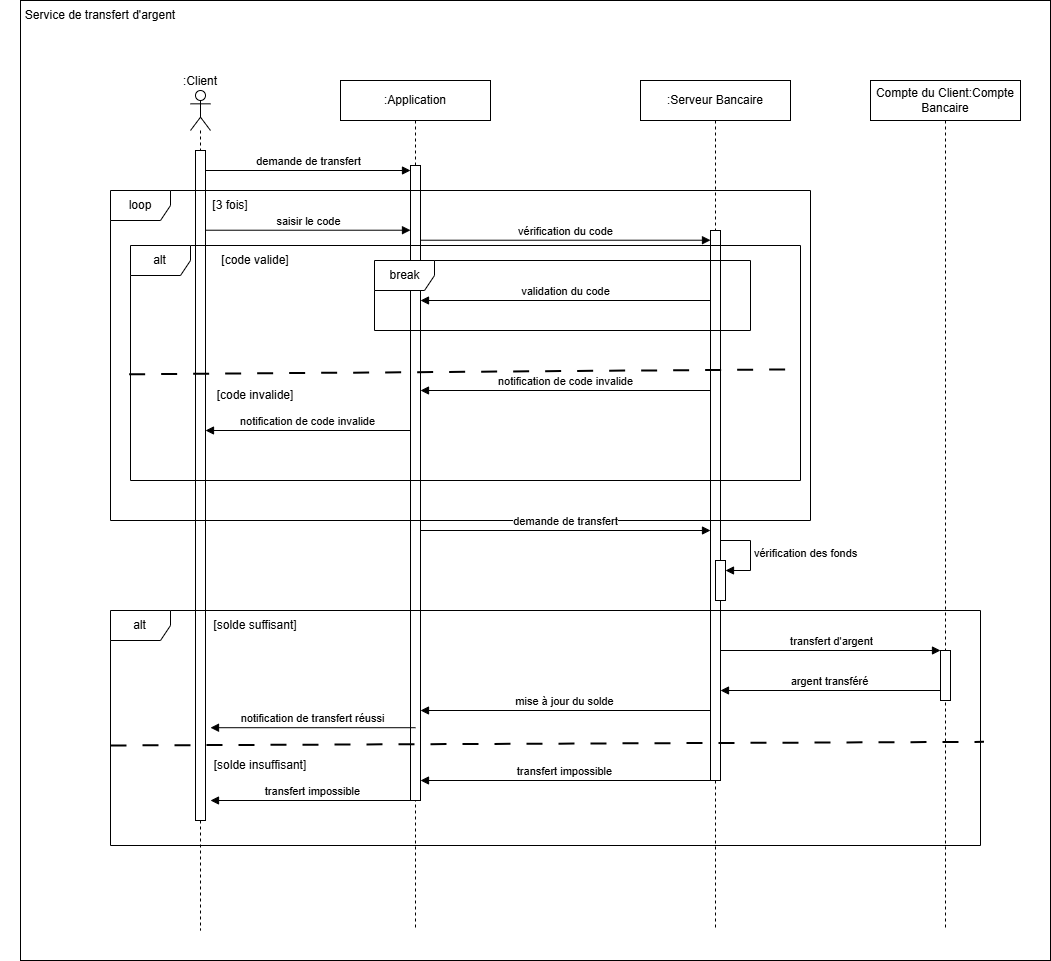 Service de transfert d'argent
:Client
:Application
:Serveur Bancaire
Compte du Client:Compte
Bancaire
demande de transfert
loop
[3 fois]
saisir le code
vérification du code
alt
[code valide]
break
validation du code
notification de code invalide
[code invalide]
notification de code invalide
demande de transfert
vérification des fonds
alt
[solde suffisant]
transfert d'argent
argent transféré
mise à jour du solde
notification de transfert réussi
[solde insuffisant]
transfert impossible
transfert impossible